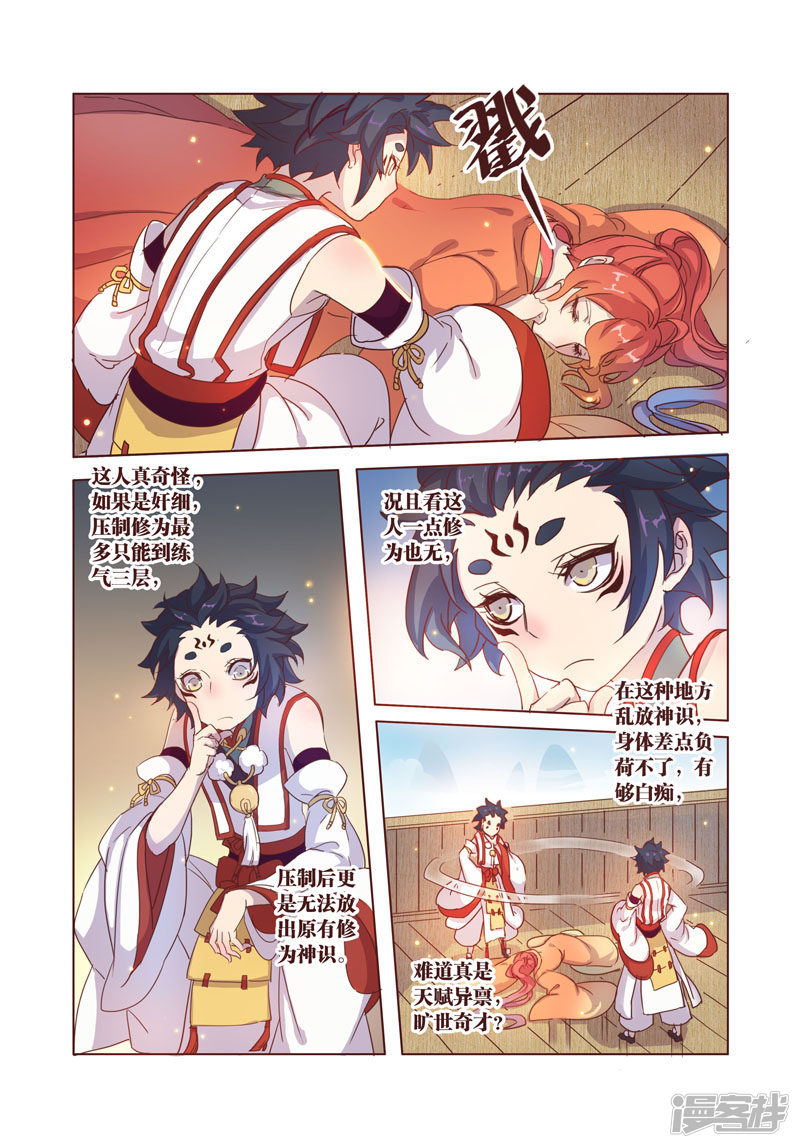 戳
这人真奇怪，
如果是奸细，
压制修为最
多只能到练
气三层，
压制后更
是无法放
出原有修
为神识。
况且看这
人一点修
为也无，
在这种地方
乱放神识，
身体差点负
荷不了，有
够白痴，
难道真是
天赋异禀，
旷世奇才？
漫客栈